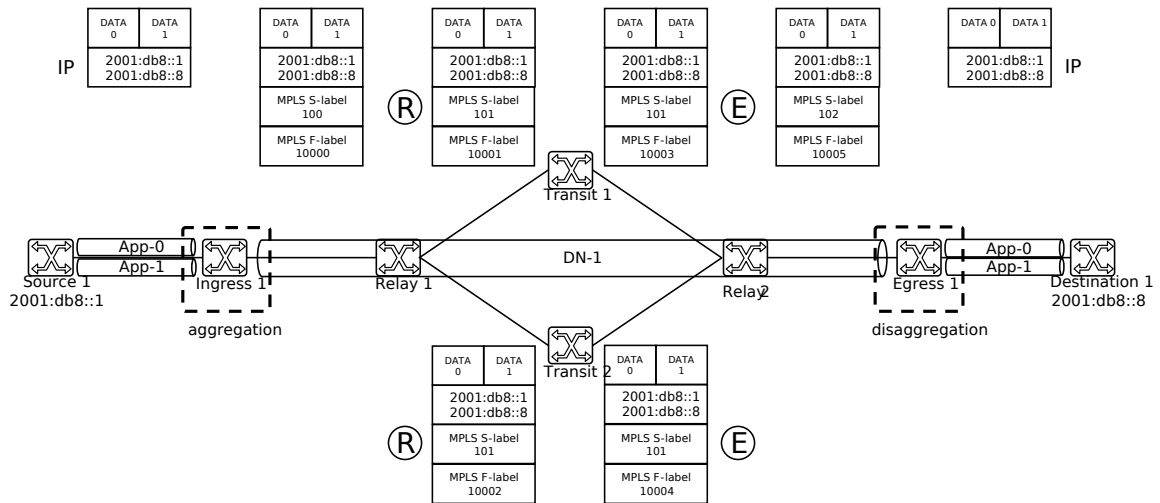 IP
DATA 0 DATA 1
2001:db8::1
2001:db8::8
DATA 0 DATA 1
2001:db8::1
2001:db8::8
MPLS S-label
100
MPLS F-label
10000
R
DATA 0 DATA 1
2001:db8::1
2001:db8::8
MPLS S-label
101
MPLS F-label
10001
DATA 0 DATA 1
2001:db8::1
2001:db8::8
MPLS S-label
101
MPLS F-label
10003
E
DATA 0 DATA 1
2001:db8::1
2001:db8::8
MPLS S-label
102
MPLS F-label
10005
DATA 0 DATA 1
2001:db8::1
2001:db8::8
IP
Transit 1
App-0
App-1
DN-1
App-0
App-1
Source 1
2001:db8::1
Ingress 1
Relay 1
Relay 2
Egress 1
Destination 1
2001:db8::8
aggregation
disaggregation
Transit 2
R
DATA 0 DATA 1
2001:db8::1
2001:db8::8
MPLS S-label
101
MPLS F-label
10002
DATA 0 DATA 1
2001:db8::1
2001:db8::8
MPLS S-label
101
MPLS F-label
10004
E